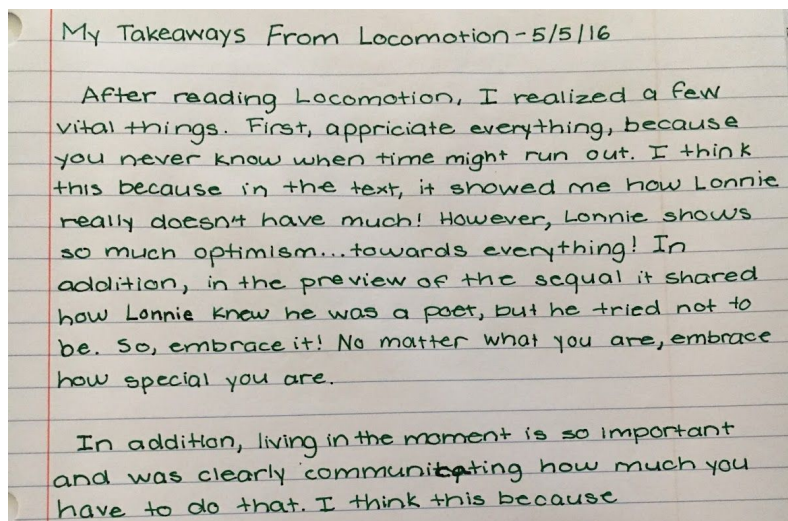 My Takeaways From Locomotion - 5/5/16
After reading Locomotion, I realized a few
vital things. First, appriciate everything, because
you never know when time might run out. I think
this because in the text, it showed me how Lonnie
really doesn't have much! However, Lonnie shows
so much optimism...towards everything! In
addition, in the preview of the sequal it shared
how Lonnie knew he was a poet, but he tried not to
be. So, embrace it! No matter what you are, embrace
how special you are.
In addition, living in the moment is so important
and was clearly communicating how much you
have to do that. I think this because